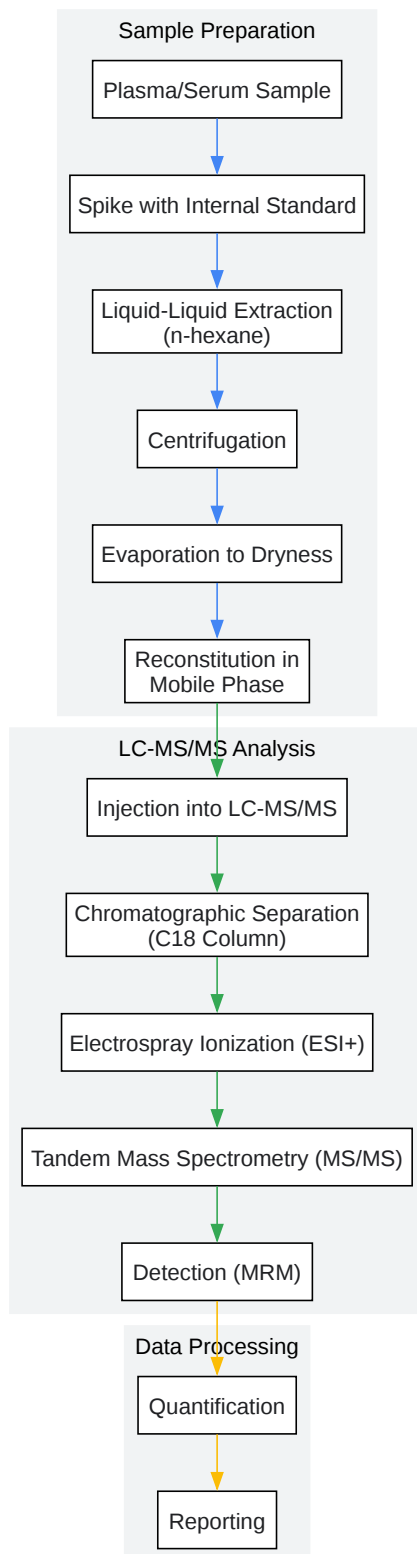 Sample Preparation
Plasma/Serum Sample
Spike with Internal Standard
Liquid-Liquid Extraction
(n-hexane)
Centrifugation
Evaporation to Dryness
Reconstitution in
Mobile Phase
LC-MS/MS Analysis
Injection into LC-MS/MS
Chromatographic Separation
(C18 Column)
Electrospray Ionization (ESI+)
Tandem Mass Spectrometry (MS/MS)
Detection (MRM)
Data Processing
Quantification
Reporting